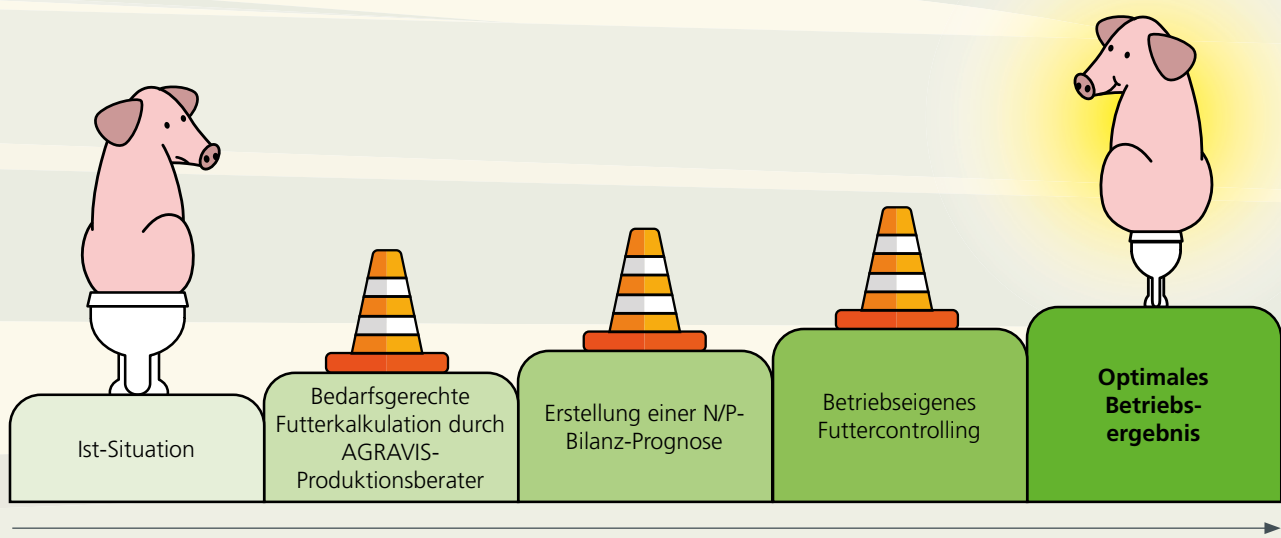 Ist-Situation
Bedarfsgerechte
Futterkalkulation durch
AGRAVIS-
Produktionsberater
Erstellung einer N/P-
Bilanz-Prognose
Betriebseigenes
Futtercontrolling
Optimales
Betriebs-
ergebnis